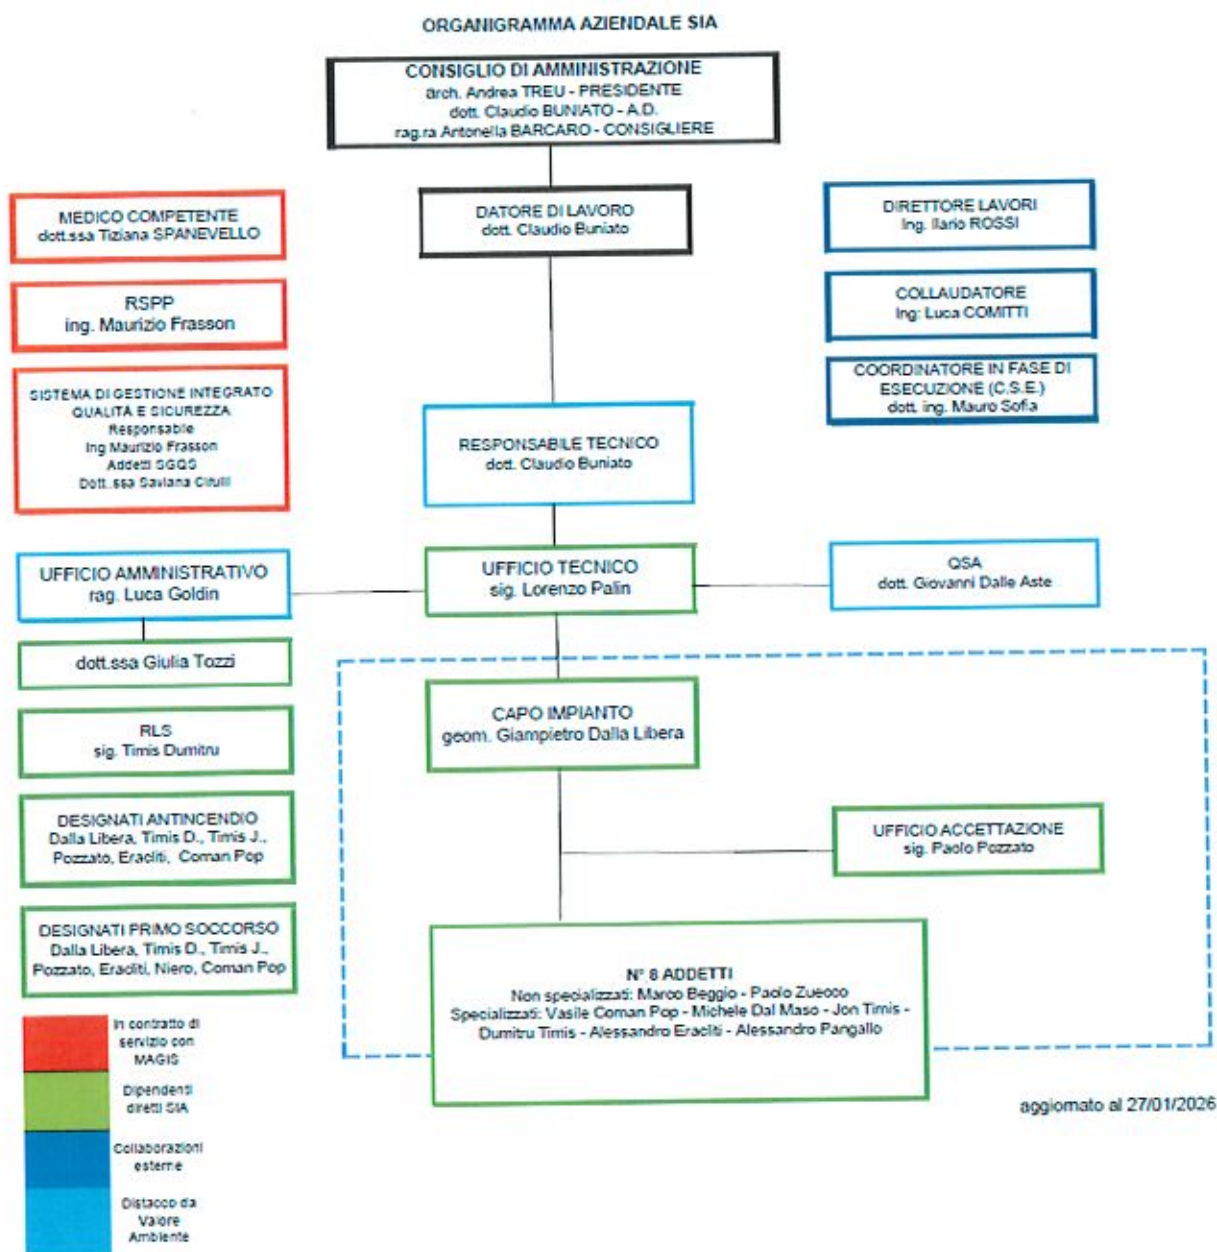 ORGANIGRAMMA AZIENDALE SIA
CONSIGLIO DI AMMINISTRAZIONE
arch. Andrea TREU - PRESIDENTE
dott. Claudio BUNIATO - A.D.
rag.ra Antonella BARCARO - CONSIGLIERE
MEDICO COMPETENTE
dott.ssa Tiziana SPANEVELLO
DATORE DI LAVORO
dott. Claudio Buniato
DIRETTORE LAVORI
Ing. Ilario ROSSI
RSPP
ing. Maurizio Frasson
COLLAUDATORE
Ing: Luca COMITTI
SISTEMA DI GESTIONE INTEGRATO
QUALITÀ E SICUREZZA
Responsabile
Ing Maurizio Frasson
Addetti SGQS
Dott..ssa Saviana Cifulli
COORDINATORE IN FASE DI
ESECUZIONE (C.S.E.)
dott. ing. Mauro Sofia
RESPONSABILE TECNICO
dott. Claudio Buniato
UFFICIO AMMINISTRATIVO
rag. Luca Goldin
UFFICIO TECNICO
sig. Lorenzo Palin
QSA
dott. Giovanni Dalle Aste
dott.ssa Giulia Tozzi
RLS
sig. Timis Dumitru
CAPO IMPIANTO
geom. Giampietro Dalla Libera
DESIGNATI ANTINCENDIO
Dalla Libera, Timis D., Timis J.,
Pozzato, Eracliti, Coman Pop
UFFICIO ACCETTAZIONE
sig. Paolo Pozzato
DESIGNATI PRIMO SOCCORSO
Dalla Libera, Timis D., Timis J.,
Pozzato, Eracliti, Niero, Coman Pop
N° 8 ADDETTI
Non specializzati: Marco Beggio - Paolo Zuecco
Specializzati: Vasile Coman Pop - Michele Dal Maso - Jon Timis -
Dumitru Timis - Alessandro Eracliti - Alessandro Pangallo
In contratto di
servizio con
MAGIS
Dipendenti
diretti SIA
Collaborazioni
esterne
Distacco da
Valore
Ambiente
aggiornato al 27/01/2026